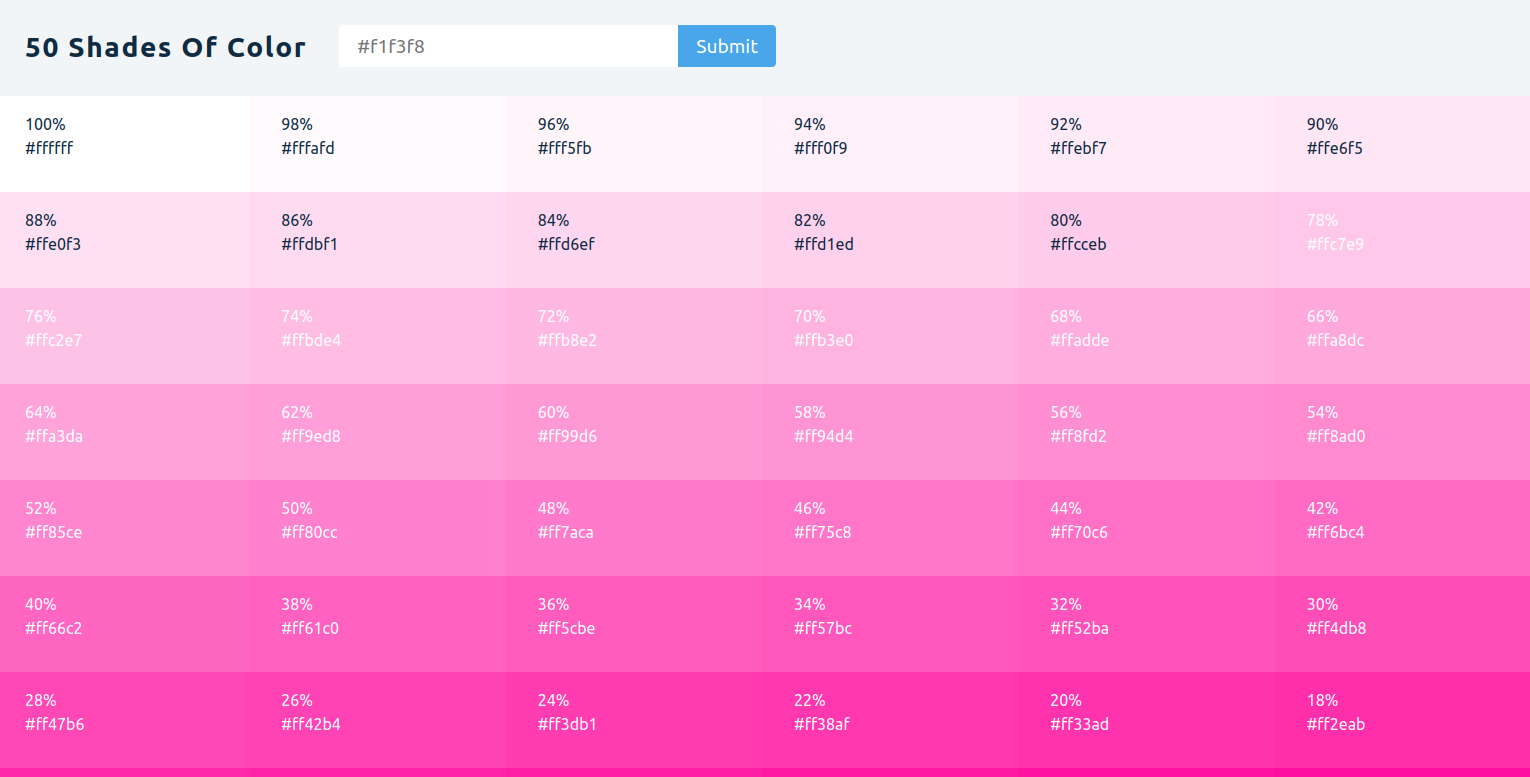 50 Shades Of Color
#f1f3f8
Submit
100%
#ffffff
98%
#fffafd
96%
#fff5fb
94%
#fff0f9
92%
#ffebf7
90%
#ffe6f5
88%
#ffe0f3
86%
#ffdbf1
84%
#ffd6ef
82%
#ffd1ed
80%
#ffcceb
78%
#ffc7e9
76%
#ffc2e7
74%
#ffbde4
72%
#ffb8e2
70%
#ffb3e0
68%
#ffadde
66%
#ffa8dc
64%
#ffa3da
62%
#ff9ed8
60%
#ff99d6
58%
#ff94d4
56%
#ff8fd2
54%
#ff8ad0
52%
#ff85ce
50%
#ff80cc
48%
#ff7aca
46%
#ff75c8
44%
#ff70c6
42%
#ff6bc4
40%
#ff66c2
38%
#ff61c0
36%
#ff5cbe
34%
#ff57bc
32%
#ff52ba
30%
#ff4db8
28%
#ff47b6
26%
#ff42b4
24%
#ff3db1
22%
#ff38af
20%
#ff33ad
18%
#ff2eab